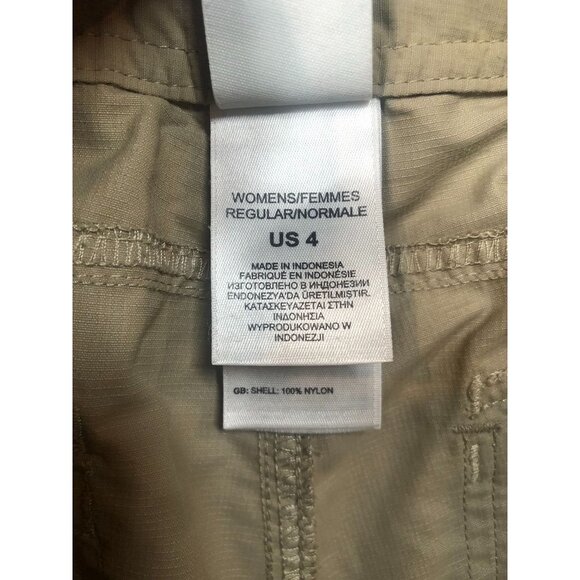 WOMENS/FEMMES
REGULAR/NORMALE
US 4
MADE IN INDONESIA
FABRIQUÉ EN INDONÉSIE
ИЗГОТОВЛЕНО В ИНДОНЕЗИИ
ENDONEZYA'DA ÜRETILMIŞTIR.
ΚΑΤΑΣΚΕΥΑΖΕΤΑΙ ΣΤΗΝ
ΙΝΔΟΝΗΣΙΑ
WYPRODUKOWANO W
INDONEZJI
GB: SHELL: 100% NYLON